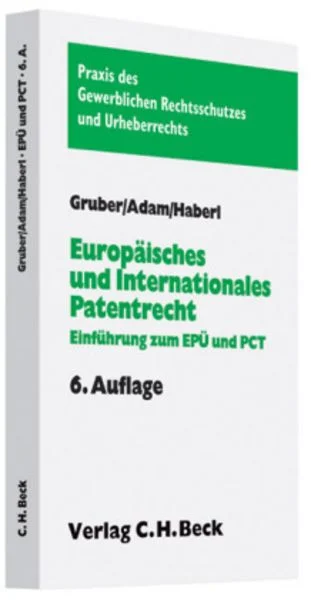 Praxis des
Gewerblichen Rechtsschutzes
und Urheberrechts
Gruber/Adam/Haberl
Europäisches
und Internationales
Patentrecht
Einführung zum EPÜ und PCT
6. Auflage
Verlag C.H.Beck
Gruber/Adam/Haberl · EPÜ und PCT · 6. A.
C. H. Beck